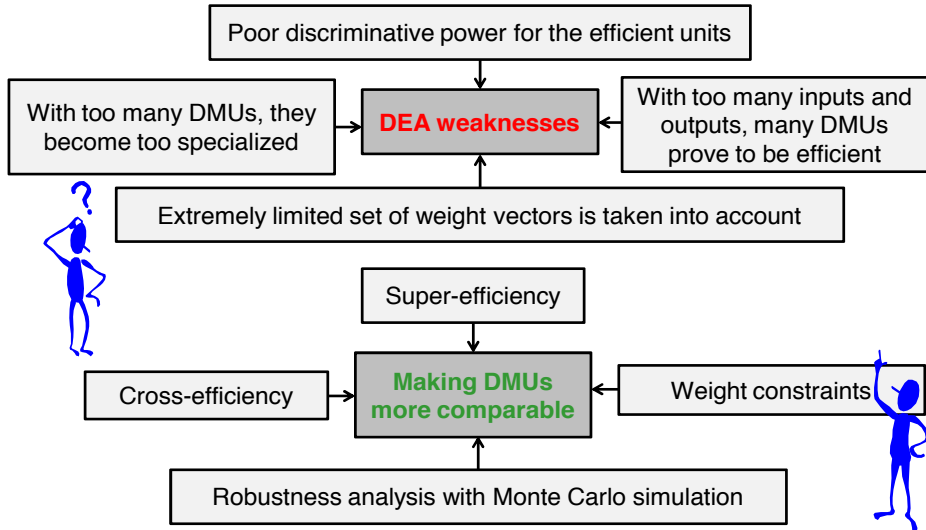 Poor discriminative power for the efficient units
With too many DMUs, they
become too specialized
DEA weaknesses
With too many inputs and
outputs, many DMUs
prove to be efficient
?
Extremely limited set of weight vectors is taken into account
Super-efficiency
Cross-efficiency
Making DMUs
more comparable
Weight constraints
Robustness analysis with Monte Carlo simulation